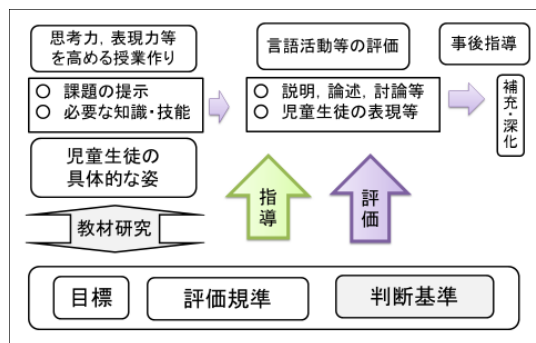 思考力，表現力等
を高める授業作り
言語活動等の評価
事後指導
○　課題の提示
○　必要な知識・技能
○　説明，論述，討論等
○　児童生徒の表現等
補充・深化
児童生徒の
具体的な姿
指導
評価
教材研究
目標
評価規準
判断基準